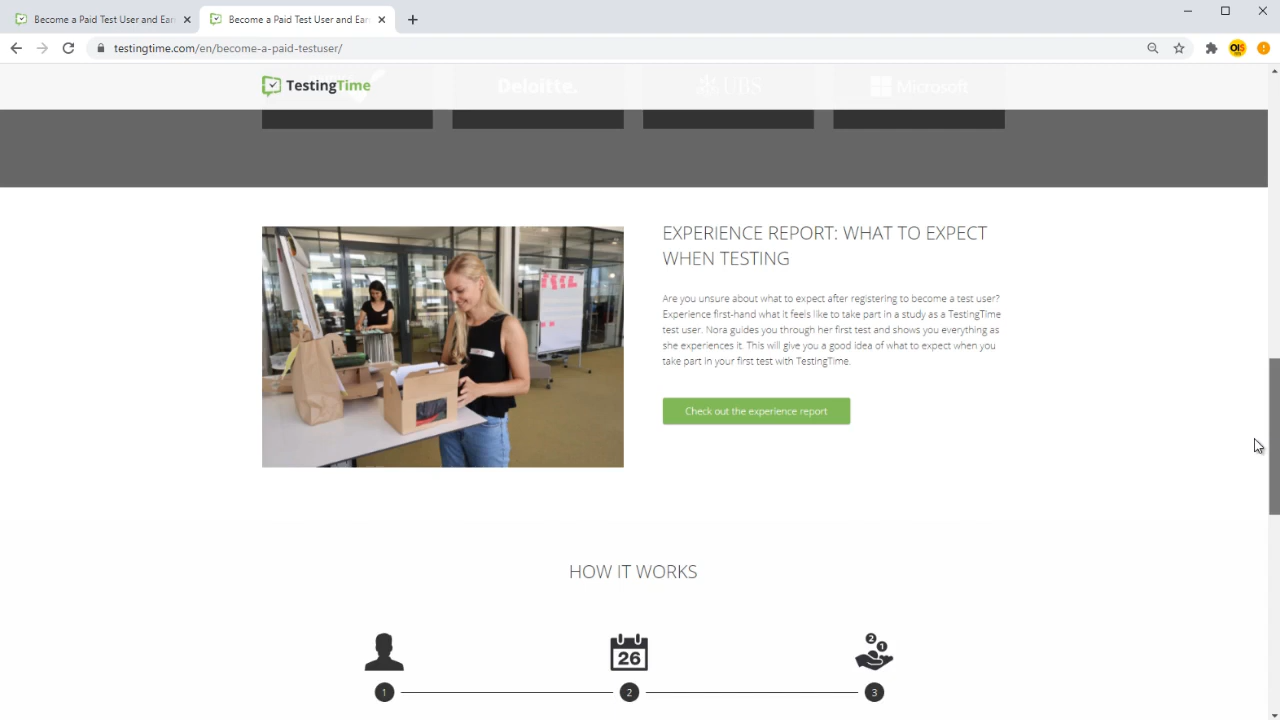 Become a Paid Test User and Ear
Become a Paid Test User and Ear
testingtime.com/en/become-a-paid-testuser/
TestingTime
Deloitte.
UBS
Microsoft
EXPERIENCE REPORT: WHAT TO EXPECT
WHEN TESTING
Are you unsure about what to expect after registering to become a test user?
Experience first-hand what it feels like to take part in a study as a TestingTime
test user. Nora guides you through her first test and shows you everything as
she experiences it. This will give you a good idea of what to expect when you
take part in your first test with TestingTime.
Check out the experience report
HOW IT WORKS
26
2
1
1
2
3